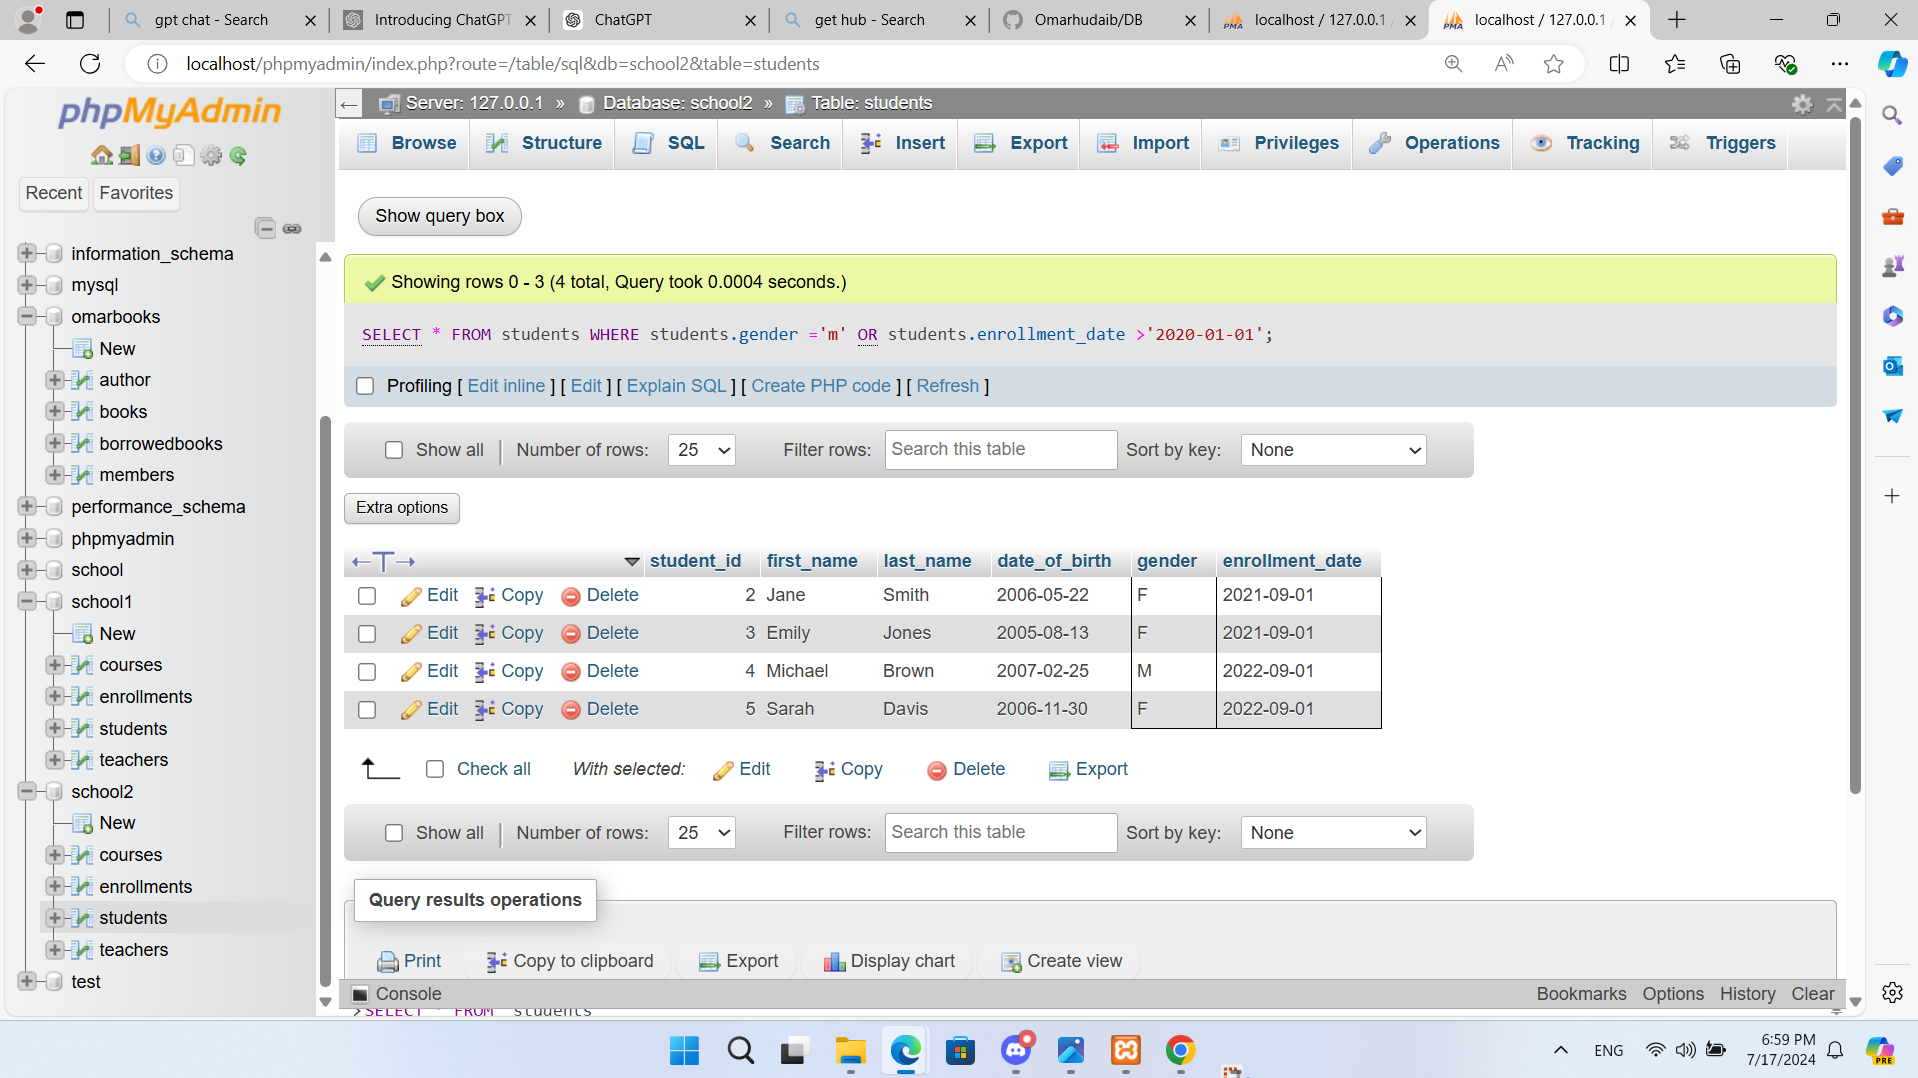 gpt chat - Search
Introducing ChatGPT
ChatGPT
get hub - Search
Omarhudaib/DB
localhost / 127.0.0.1 /
localhost / 127.0.0.1 /
localhost/phpmyadmin/index.php?route=/table/sql&db=school2&table=students
phpMyAdmin
Recent Favorites
information_schema
mysql
omarbooks
New
author
books
borrowedbooks
members
performance_schema
phpmyadmin
school
school1
New
courses
enrollments
students
teachers
school2
New
courses
enrollments
students
teachers
test
Server: 127.0.0.1 » Database: school2 » Table: students
Browse Structure SQL Search Insert Export Import Privileges Operations Tracking Triggers
Show query box
Showing rows 0 - 3 (4 total, Query took 0.0004 seconds.)
SELECT * FROM students WHERE students.gender ='m' OR students.enrollment_date >'2020-01-01';
Profiling [ Edit inline ] [ Edit ] [ Explain SQL ] [ Create PHP code ] [ Refresh ]
Show all Number of rows: 25 Filter rows: Search this table Sort by key: None
Extra options
student_id first_name last_name date_of_birth gender enrollment_date
Edit Copy Delete 2 Jane Smith 2006-05-22 F 2021-09-01
Edit Copy Delete 3 Emily Jones 2005-08-13 F 2021-09-01
Edit Copy Delete 4 Michael Brown 2007-02-25 M 2022-09-01
Edit Copy Delete 5 Sarah Davis 2006-11-30 F 2022-09-01
Check all With selected: Edit Copy Delete Export
Show all Number of rows: 25 Filter rows: Search this table Sort by key: None
Query results operations
Print Copy to clipboard Export Display chart Create view
Console Bookmarks Options History Clear
>SELECT * FROM `students`
ENG
6:59 PM
7/17/2024
PRE